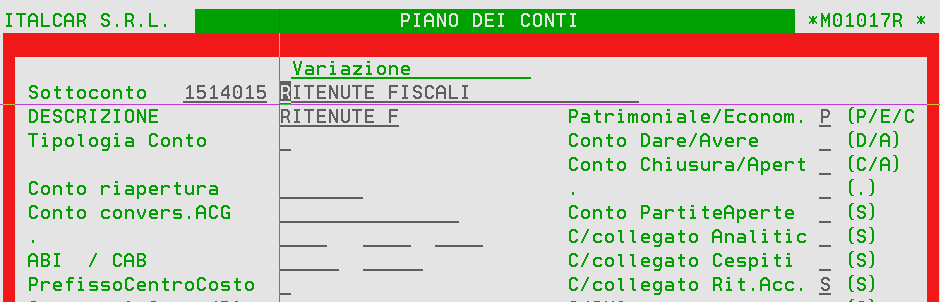 ITALCAR S.R.L. PIANO DEI CONTI *M01017R *
Variazione
Sottoconto 1514015 RITENUTE FISCALI
DESCRIZIONE RITENUTE F Patrimoniale/Econom. P (P/E/C
Tipologia Conto _ Conto Dare/Avere _ (D/A)
Conto Chiusura/Apert _ (C/A)
Conto riapertura . _ (.)
Conto convers.ACG Conto PartiteAperte _ (S)
. C/collegato Analitic _ (S)
ABI / CAB C/collegato Cespiti _ (S)
PrefissoCentroCosto _ C/collegato Rit.Acc. S (S)